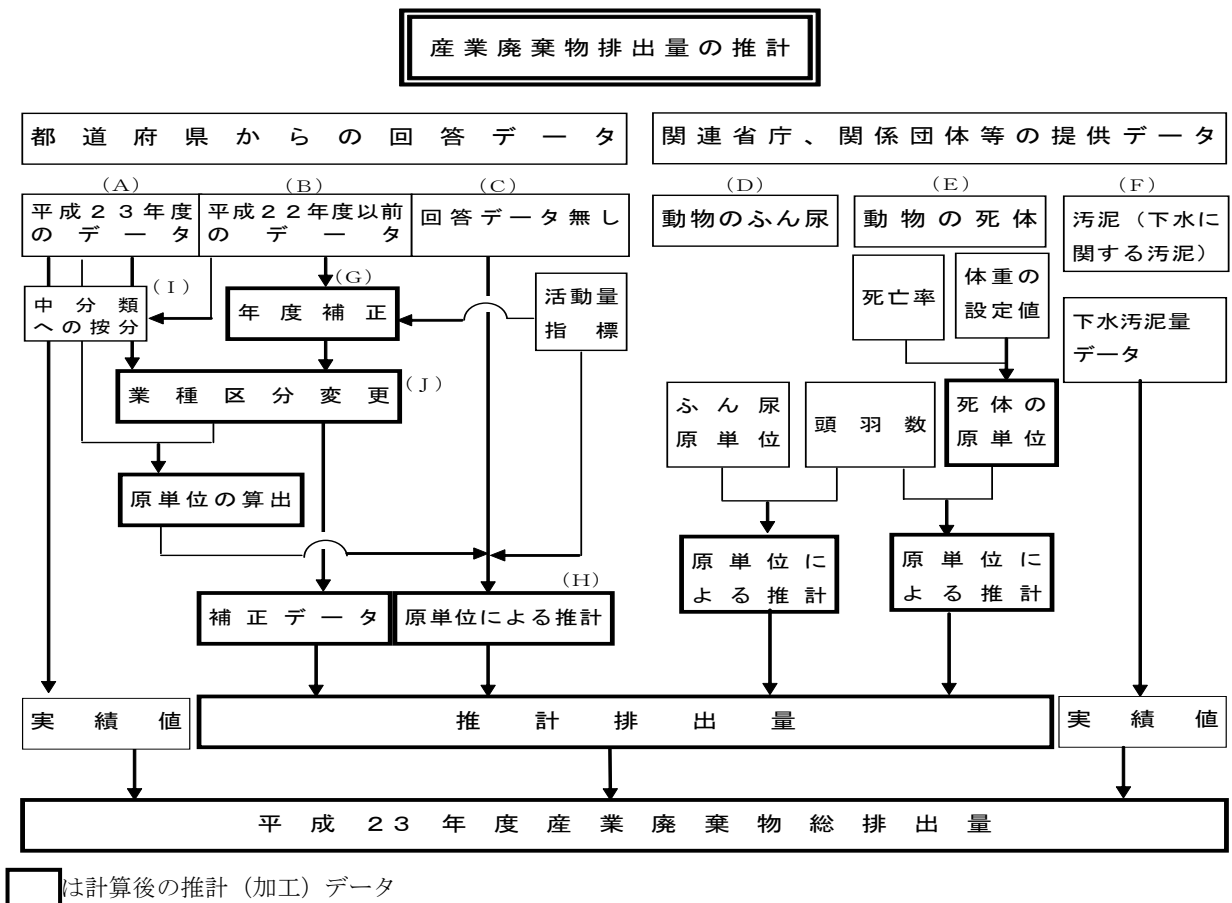 産業廃棄物排出量の推計
都道府県からの回答データ
関連省庁、関係団体等の提供データ
(A)
(B)
(C)
(D)
(E)
(F)
平成23年度
のデータ
平成22年度以前
のデータ
回答データ無し
動物のふん尿
動物の死体
汚泥（下水に
関する汚泥）
(I)
中分類
への按分
(G)
年度補正
活動量
指標
死亡率
体重の
設定値
下水汚泥量
データ
業種区分変更
(J)
ふん尿
原単位
頭羽数
死体の
原単位
原単位の算出
原単位に
よる推計
原単位に
よる推計
(H)
補正データ
原単位による推計
実績値
推計排出量
実績値
平成23年度産業廃棄物総排出量
は計算後の推計（加工）データ